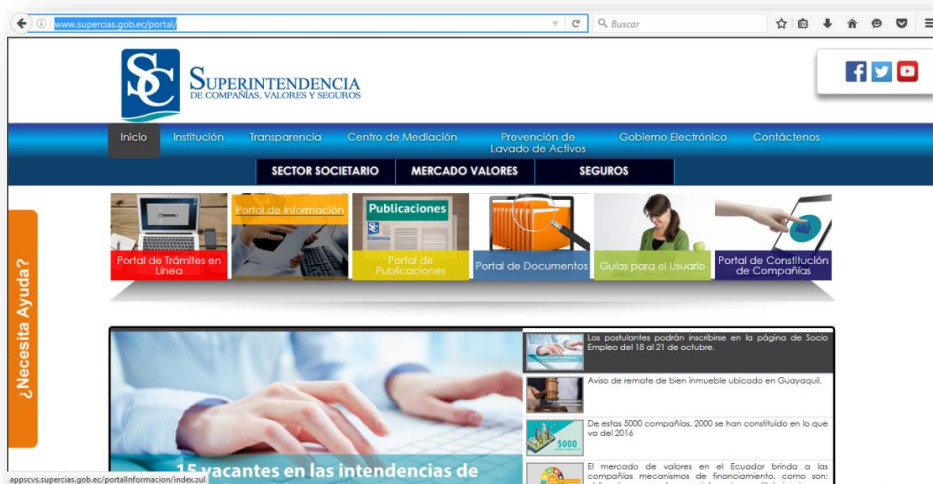 www.supercias.gob.ec/portal/
Buscar
SC
SUPERINTENDENCIA
DE COMPAÑÍAS, VALORES Y SEGUROS
Inicio
Institución
Transparencia
Centro de Mediación
Prevención de
Lavado de Activos
Gobierno Electrónico
Contáctenos
SECTOR SOCIETARIO
MERCADO VALORES
SEGUROS
Portal de Trámites en
Línea
Portal de Información
Publicaciones
Portal de
Publicaciones
Portal de Documentos
Guías para el Usuario
Portal de Constitución
de Compañías
¿Necesita Ayuda?
Los postulantes podrán inscribirse en la página de Socio
Empleo del 18 al 21 de octubre.
Aviso de remate de bien inmueble ubicado en Guayaquil.
5000
De estas 5000 compañías, 2000 se han constituido en lo que
va del 2016
El mercado de valores en el Ecuador brinda a las
compañías mecanismos de financiamiento, como son:
15 vacantes en las intendencias de
appscvs.supercias.gob.ec/portalInformacion/index.zul